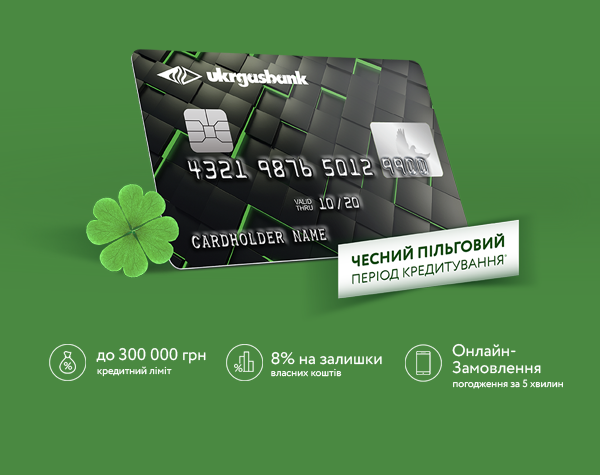 ukrgasbank
4321 9876 5012 9900
VALID
THRU 10/20
CARDHOLDER NAME
ЧЕСНИЙ ПІЛЬГОВИЙ
ПЕРІОД КРЕДИТУВАННЯ*
до 300 000 грн
кредитний ліміт
%
8% на залишки
власних коштів
Онлайн-
Замовлення
погодження за 5 хвилин